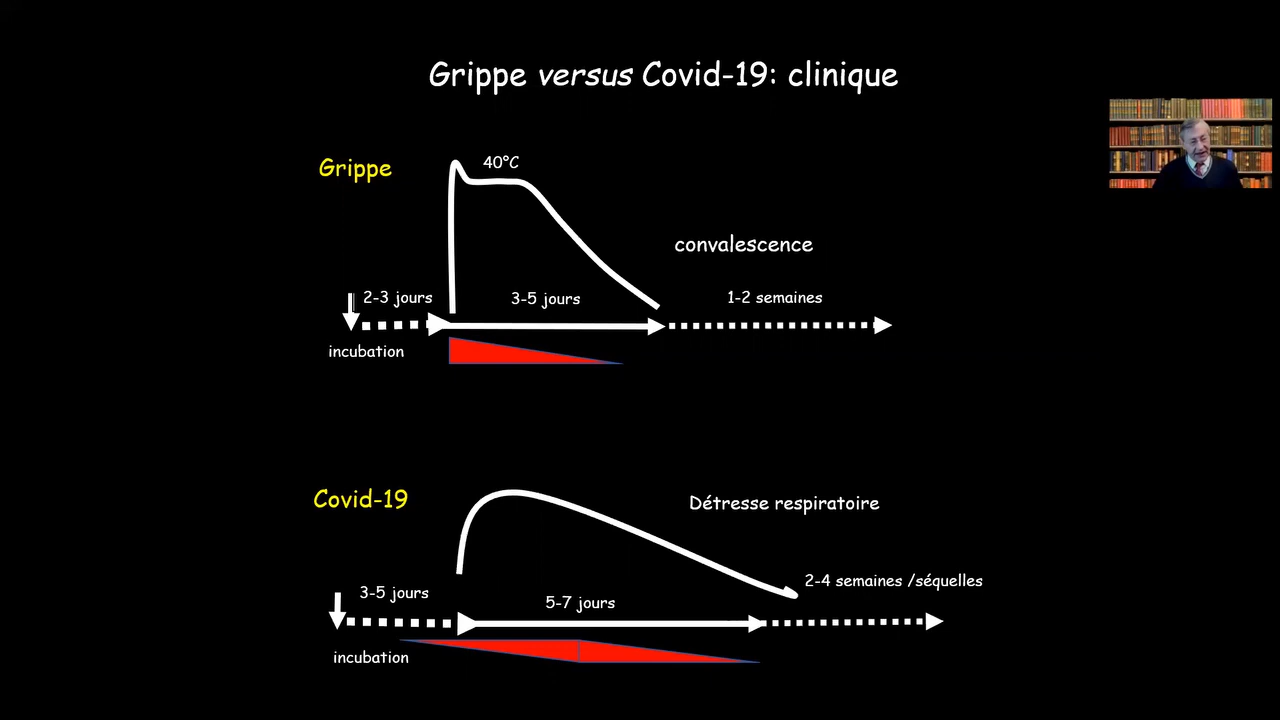 Grippe versus Covid-19: clinique
Grippe
40°C
convalescence
2-3 jours
3-5 jours
1-2 semaines
incubation
Covid-19
Détresse respiratoire
2-4 semaines /séquelles
3-5 jours
5-7 jours
incubation